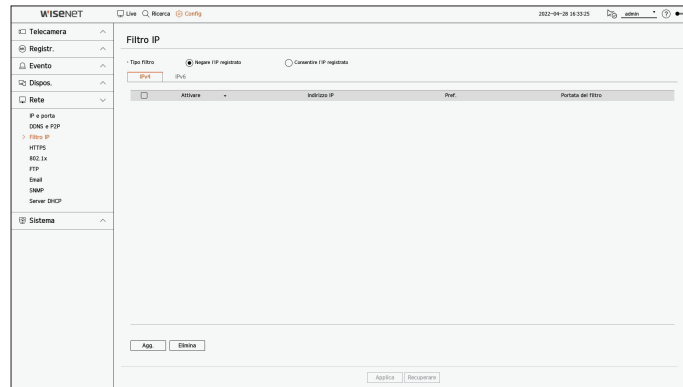 WISENET
Live Ricerca Config 2022-04-28 16:33:25 admin ?
Telecamera
Registr.
Evento
Dispos.
Rete
IP e porta
DDNS e P2P
> Filtro IP
HTTPS
802.1x
FTP
Email
SNMP
Server DHCP
Sistema
Filtro IP
Tipo filtro Negare l'IP registrato Consentire l'IP registrato
IPv4 IPv6
Attivare Indirizzo IP Pref. Portata del filtro
Agg. Elimina
Applica Recuperare